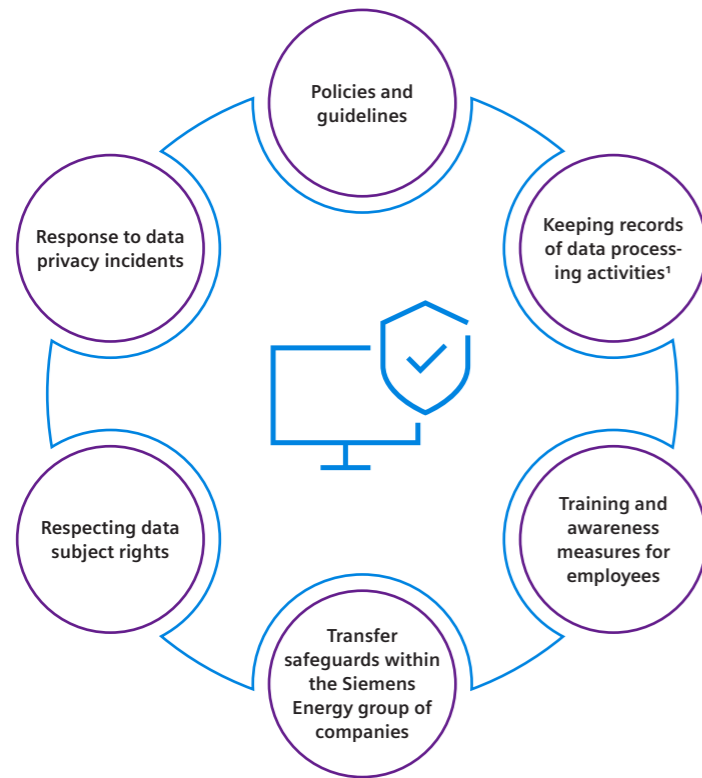 Policies and
guidelines
Keeping records
of data process-
ing activities¹
Training and
awareness
measures for
employees
Transfer
safeguards within
the Siemens
Energy group of
companies
Respecting data
subject rights
Response to data
privacy incidents